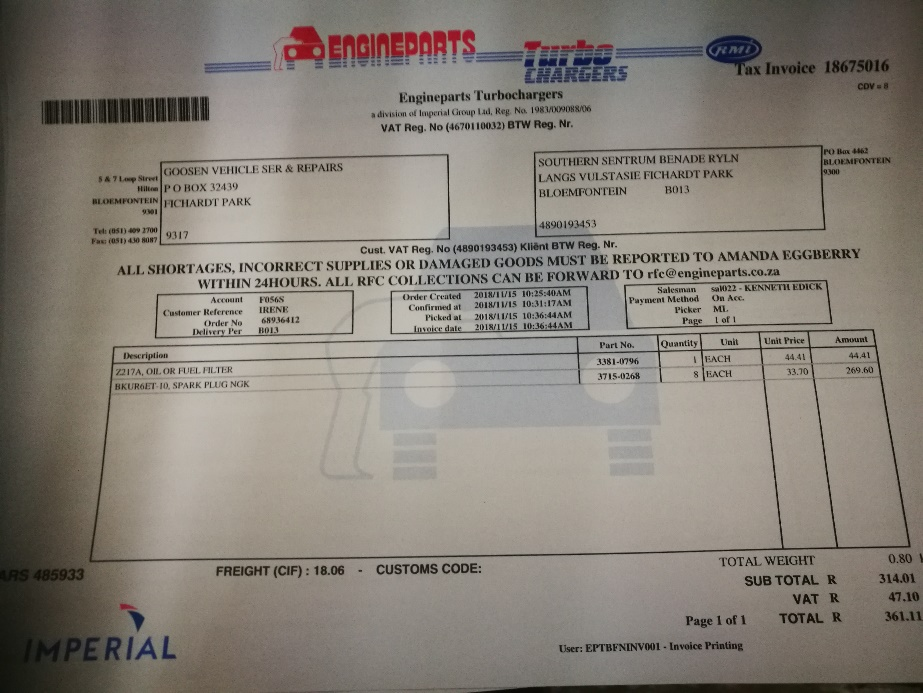 ENGINEPARTS
Turbo
CHARGERS
RMI
Tax Invoice 18675016
CDV = 0
Engineparts Turbochargers
a division of Imperial Group Ltd, Reg. No. 1983/009088/06
VAT Reg. No (4670110032) BTW Reg. Nr.
5 & 7 Loop Street
Hilton
BLOEMFONTEIN
9301
Tel: (051) 409 2700
Fax: (051) 430 8087
GOOSEN VEHICLE SER & REPAIRS
P O BOX 32439
FICHARDT PARK
9317
SOUTHERN SENTRUM BENADE RYLN
LANGS VULSTASIE FICHARDT PARK
BLOEMFONTEIN B013
4890193453
PO Box 4462
BLOEMFONTEIN
9300
Cust. VAT Reg. No (4890193453) Kliënt BTW Reg. Nr.
ALL SHORTAGES, INCORRECT SUPPLIES OR DAMAGED GOODS MUST BE REPORTED TO AMANDA EGGBERRY
WITHIN 24HOURS. ALL RFC COLLECTIONS CAN BE FORWARD TO rfc@engineparts.co.za
Account F056S
Customer Reference IRENE
Order No 68936412
Delivery Per B013
Order Created 2018/11/15 10:25:40AM
Confirmed at 2018/11/15 10:31:17AM
Picked at 2018/11/15 10:36:44AM
Invoice date 2018/11/15 10:36:44AM
Salesman sal022 - KENNETH EDICK
Payment Method On Acc.
Picker ML
Page 1 of 1
Description Part No. Quantity Unit Unit Price Amount
Z217A, OIL OR FUEL FILTER 3381-0796 1 EACH 44.41 44.41
BKUR6ET-10, SPARK PLUG NGK 3715-0268 8 EACH 33.70 269.60
ARS 485933
FREIGHT (CIF) : 18.06 - CUSTOMS CODE:
TOTAL WEIGHT 0.80
SUB TOTAL R 314.01
VAT R 47.10
Page 1 of 1 TOTAL R 361.11
IMPERIAL
User: EPTBFNINV001 - Invoice Printing